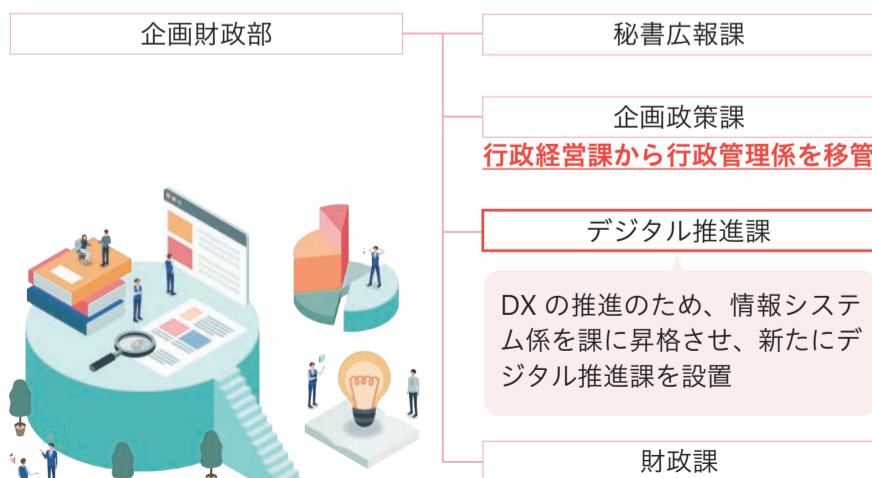 企画財政部
秘書広報課
企画政策課
行政経営課から行政管理係を移管
デジタル推進課
DX の推進のため、情報システ
ム係を課に昇格させ、新たにデ
ジタル推進課を設置
財政課